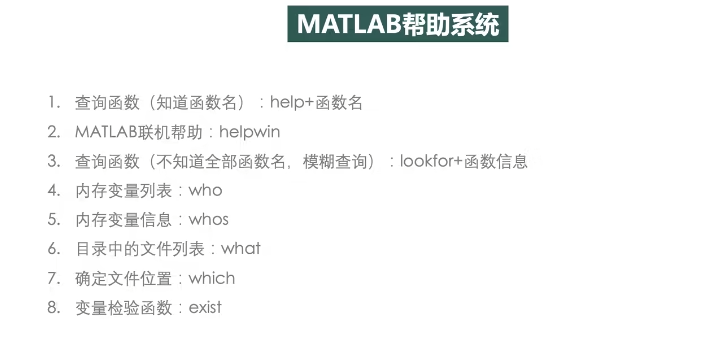 MATLAB帮助系统
1. 查询函数（知道函数名）：help+函数名
2. MATLAB联机帮助：helpwin
3. 查询函数（不知道全部函数名，模糊查询）：lookfor+函数信息
4. 内存变量列表：who
5. 内存变量信息：whos
6. 目录中的文件列表：what
7. 确定文件位置：which
8. 变量检验函数：exist